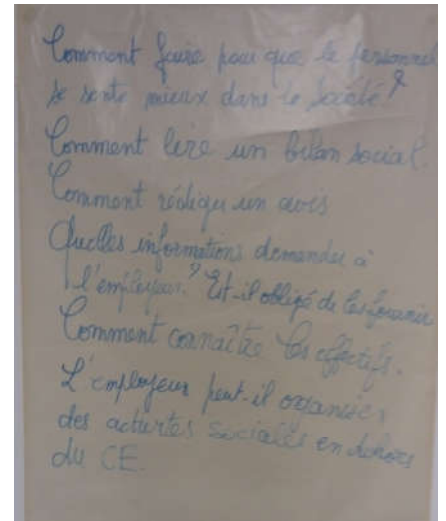 Comment faire pour que le personnel
se sente mieux dans la société ?
Comment lire un bilan social.
Comment rédiger un avis
Quelles informations demander à
l'employeur ? Est-il obligé de les fournir
Comment connaître les effectifs.
L'employeur peut-il organiser
des activités sociales en dehors
du CE.